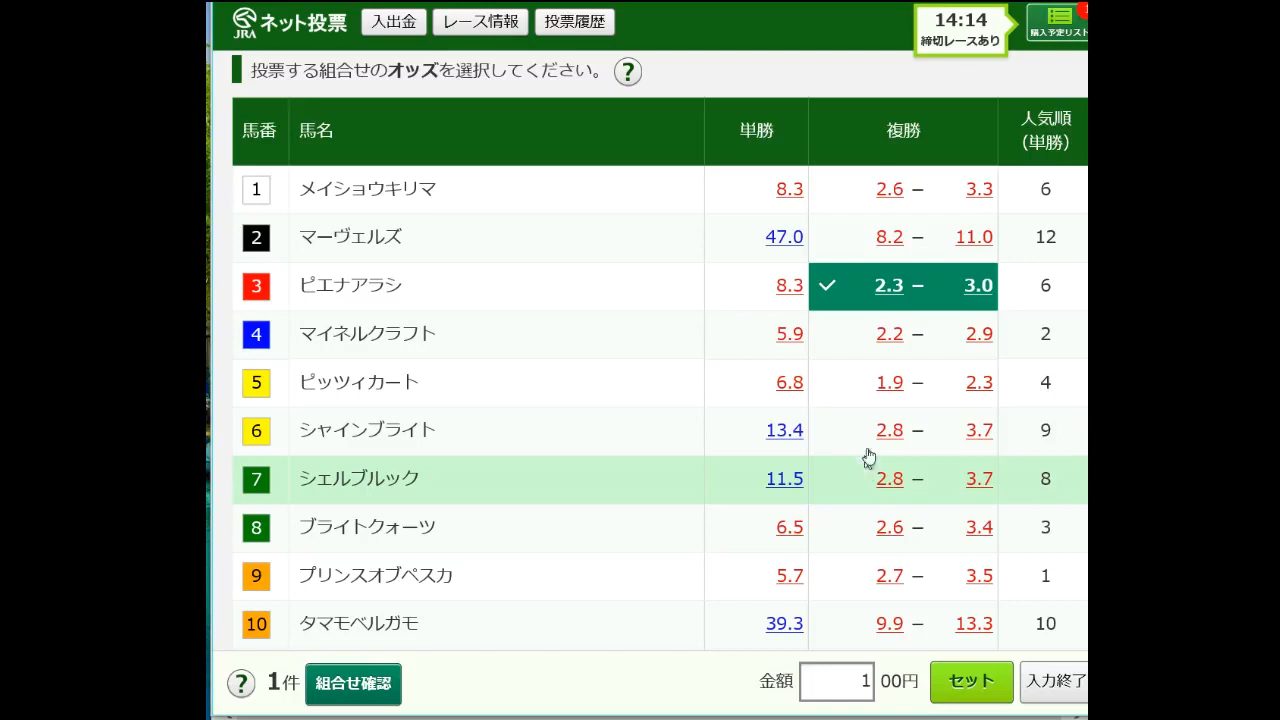 JRA ネット投票 入出金 レース情報 投票履歴 14:14 締切レースあり 購入予定リスト
投票する組合せのオッズを選択してください。 ?
馬番 馬名 単勝 複勝 人気順(単勝)
1 メイショウキリマ 8.3 2.6 – 3.3 6
2 マーヴェルズ 47.0 8.2 – 11.0 12
3 ピエナアラシ 8.3 2.3 – 3.0 6
4 マイネルクラフト 5.9 2.2 – 2.9 2
5 ピッツィカート 6.8 1.9 – 2.3 4
6 シャインブライト 13.4 2.8 – 3.7 9
7 シェルブルック 11.5 2.8 – 3.7 8
8 ブライトクォーツ 6.5 2.6 – 3.4 3
9 プリンスオブペスカ 5.7 2.7 – 3.5 1
10 タマモベルガモ 39.3 9.9 – 13.3 10
? 1件 組合せ確認 金額 1 00円 セット 入力終了